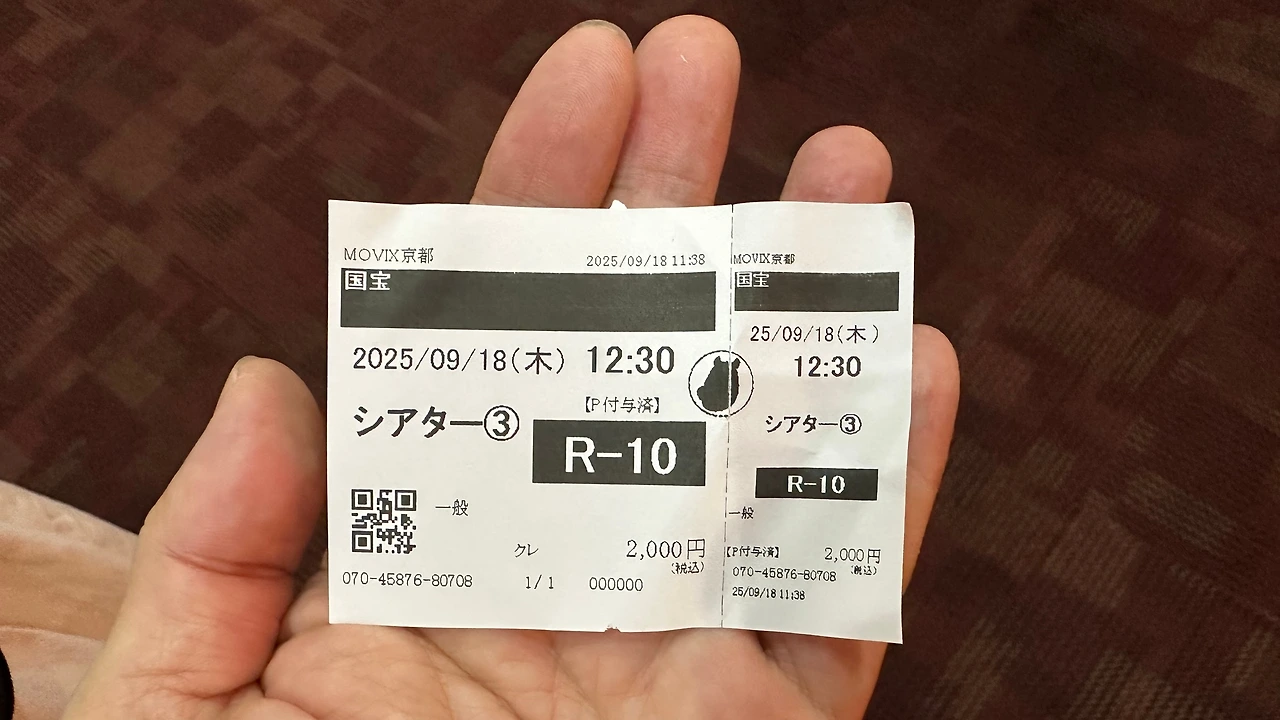 MOVIX京都 2025/09/18 11:38
国宝
2025/09/18(木) 12:30
【P付与済】
シアター③
R-10
一般
クレ 2,000円
(税込)
070-45876-80708 1/1 000000
MOVIX京都
国宝
25/09/18(木)
12:30
シアター③
R-10
一般
【P付与済】 2,000円
070-45876-80708 (税込)
25/09/18 11:38